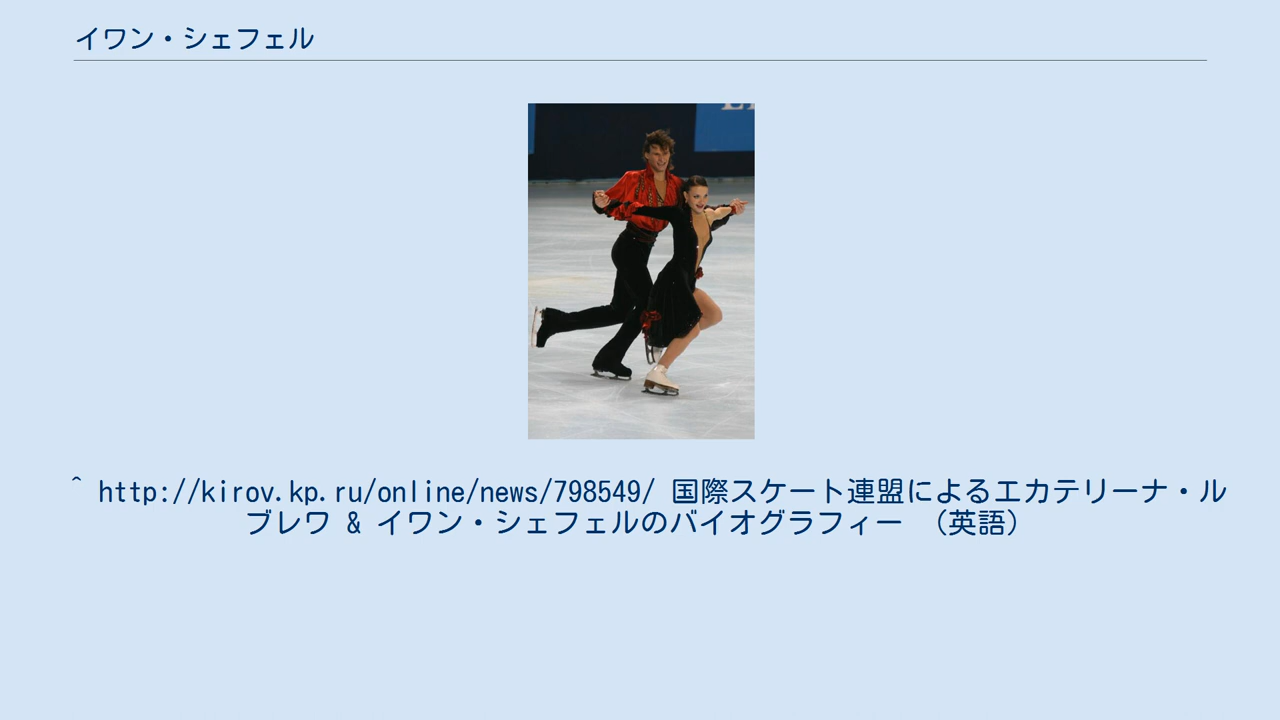 イワン・シェフェル
^ http://kirov.kp.ru/online/news/798549/ 国際スケート連盟によるエカテリーナ・ル
ブレワ & イワン・シェフェルのバイオグラフィー （英語）